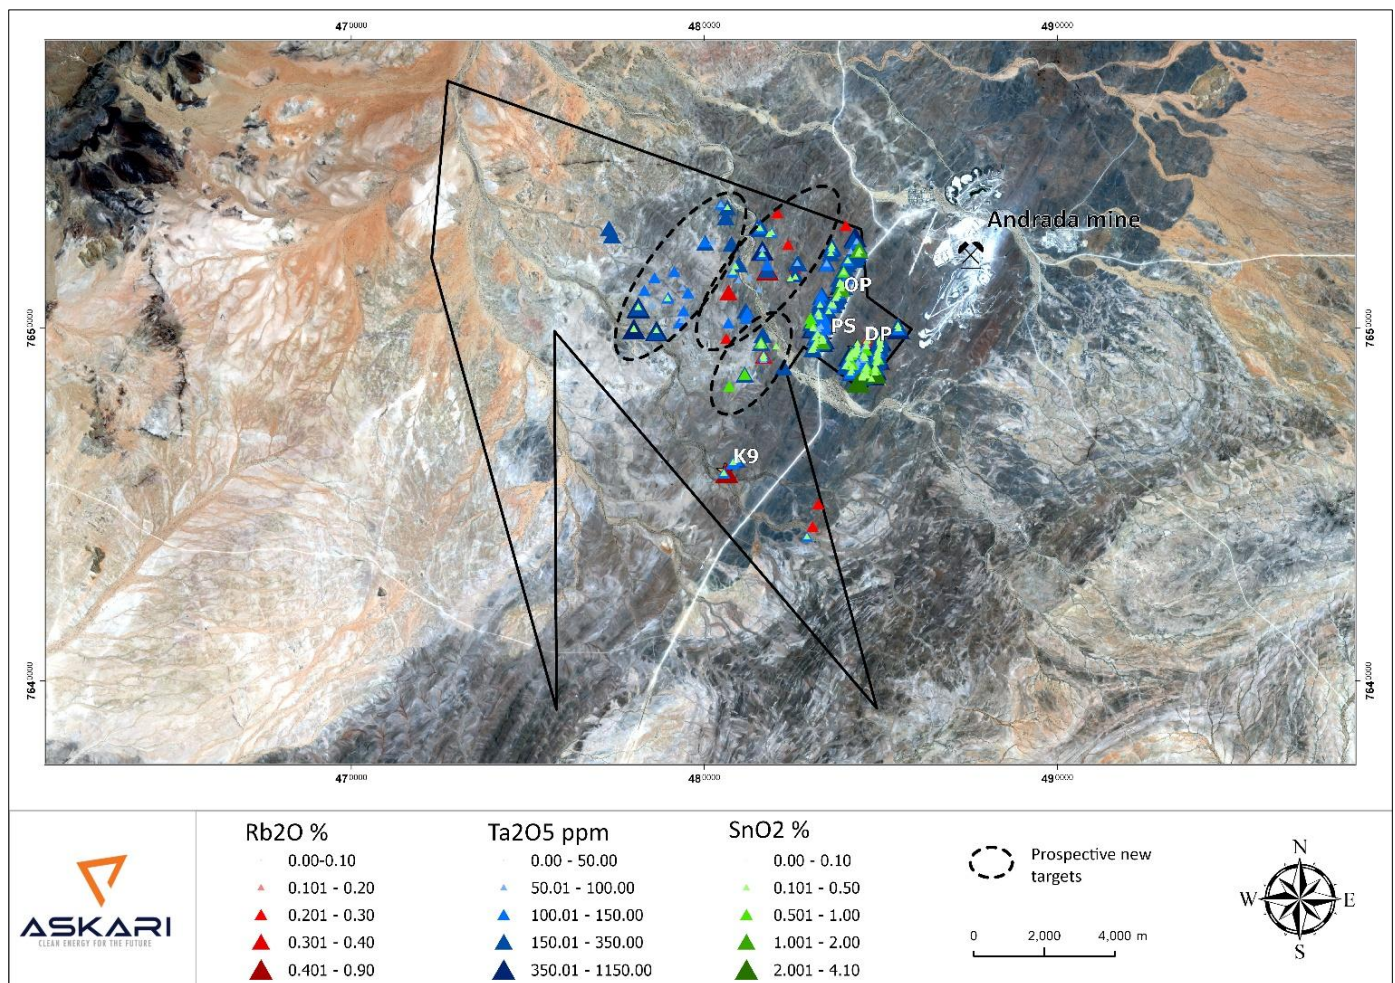 470000 480000 490000
Andrada mine
OP
7650000 PS DP 7650000
K9
7640000 7640000
470000 480000 490000
Rb2O % Ta2O5 ppm SnO2 %
0.00-0.10 0.00 - 50.00 0.00 - 0.10
0.101 - 0.20 50.01 - 100.00 0.101 - 0.50
0.201 - 0.30 100.01 - 150.00 0.501 - 1.00
0.301 - 0.40 150.01 - 350.00 1.001 - 2.00
0.401 - 0.90 350.01 - 1150.00 2.001 - 4.10
Prospective new
targets
0 2,000 4,000 m
N
W E
S
ASKARI
CLEAN ENERGY FOR THE FUTURE